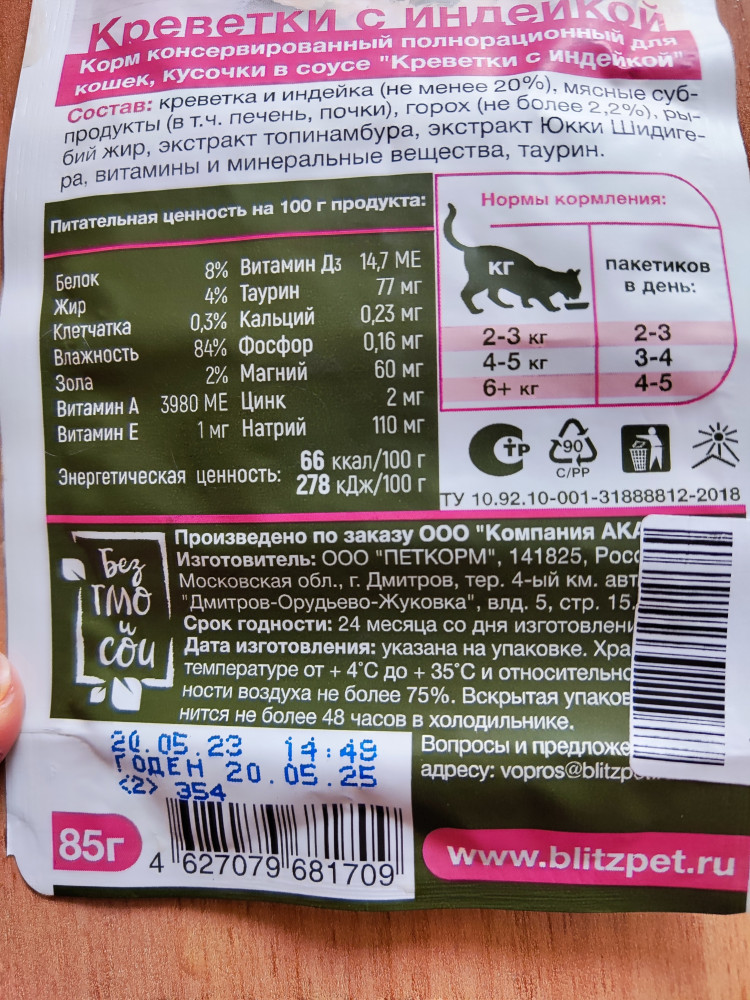 Креветки с индейкой
Корм консервированный полнорационный для
кошек, кусочки в соусе "Креветки с индейкой"
Состав: креветка и индейка (не менее 20%), мясные суб-
продукты (в т.ч. печень, почки), горох (не более 2,2%), ры-
бий жир, экстракт топинамбура, экстракт Юкки Шидиге-
ра, витамины и минеральные вещества, таурин.
Питательная ценность на 100 г продукта:
Белок 8% Витамин Д3 14,7 МЕ
Жир 4% Таурин 77 мг
Клетчатка 0,3% Кальций 0,23 мг
Влажность 84% Фосфор 0,16 мг
Зола 2% Магний 60 мг
Витамин А 3980 МЕ Цинк 2 мг
Витамин Е 1 мг Натрий 110 мг
Энергетическая ценность: 66 ккал/100 г
278 кДж/100 г
Нормы кормления:
кг
пакетиков
в день:
2-3 кг 2-3
4-5 кг 3-4
6+ кг 4-5
СТР
90
C/PP
ТУ 10.92.10-001-31888812-2018
Без
ГМО
и
сои
Произведено по заказу ООО "Компания
Изготовитель: ООО "ПЕТКОРМ", 141825,
Московская обл., г. Дмитров, тер. 4-ый км.
"Дмитров-Орудьево-Жуковка", влд. 5, стр. 15.
Срок годности: 24 месяца со дня
Дата изготовления: указана на упаковке.
температуре от + 4°С до + 35°С и
ности воздуха не более 75%. Вскрытая
нится не более 48 часов в холодильнике.
Вопросы и
адресу:
20.05.23 14:48
ГОДЕН 20.05.25
<2> 354
85г
4 627079 681709
www.blitzpet.ru